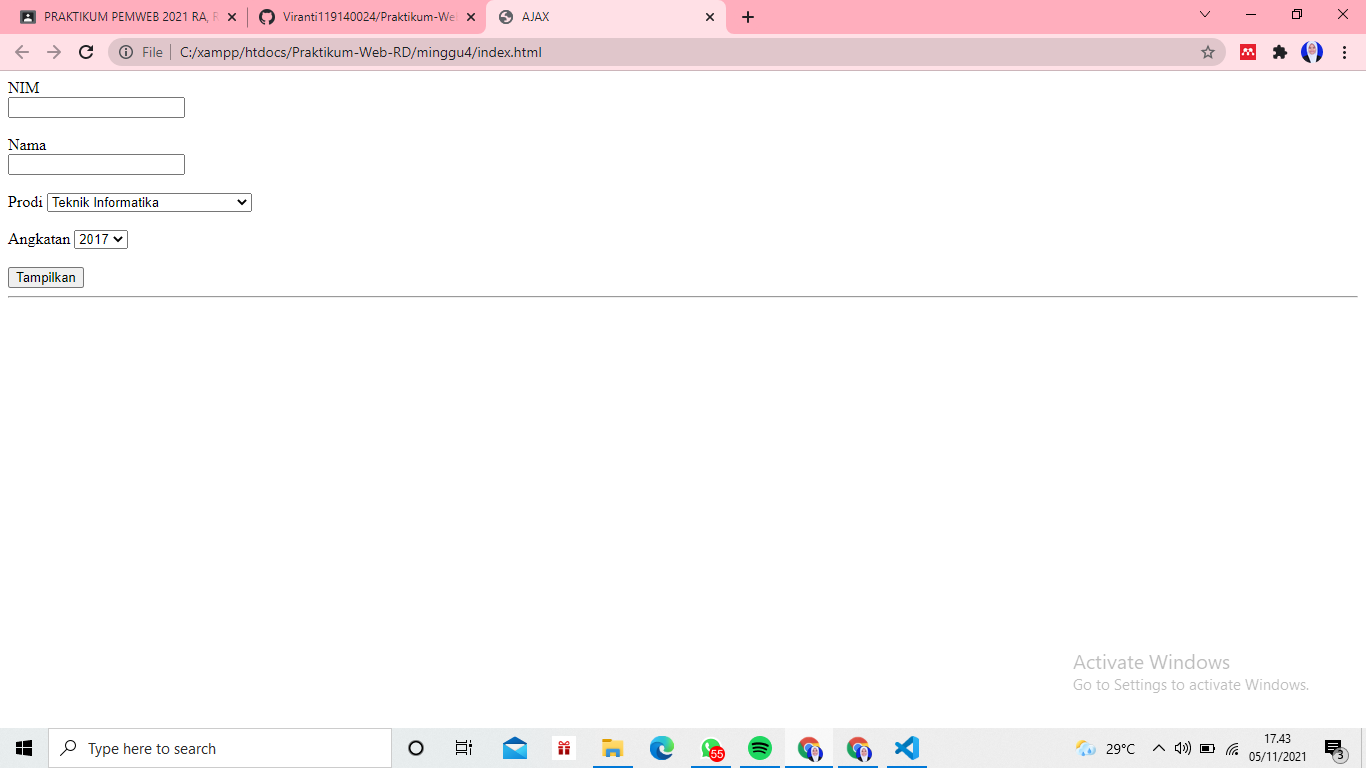 PRAKTIKUM PEMWEB 2021 RA, R
Viranti119140024/Praktikum-We
AJAX
File
C:/xampp/htdocs/Praktikum-Web-RD/minggu4/index.html
NIM
Nama
Prodi Teknik Informatika
Angkatan 2017
Tampilkan
Activate Windows
Go to Settings to activate Windows.
Type here to search
55
29°C
17.43
05/11/2021
3